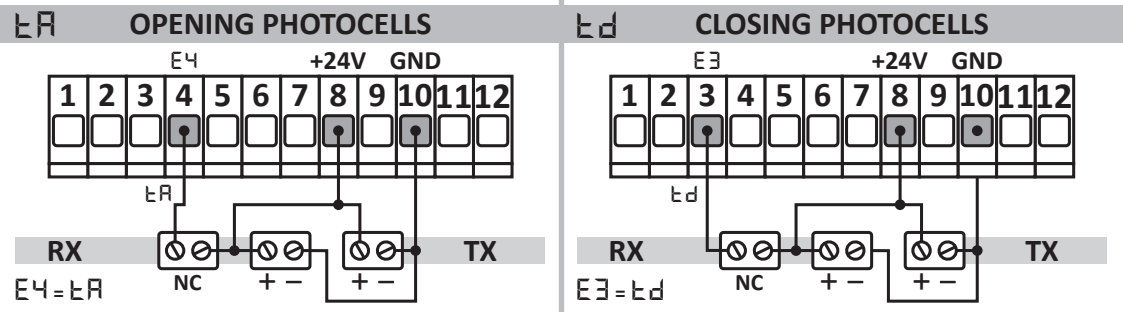 tA OPENING PHOTOCELLS
E4 +24V GND
1 2 3 4 5 6 7 8 9 10 11 12
tA
RX TX
NC + − + −
E4=tA
td CLOSING PHOTOCELLS
E3 +24V GND
1 2 3 4 5 6 7 8 9 10 11 12
td
RX TX
NC + − + −
E3=td